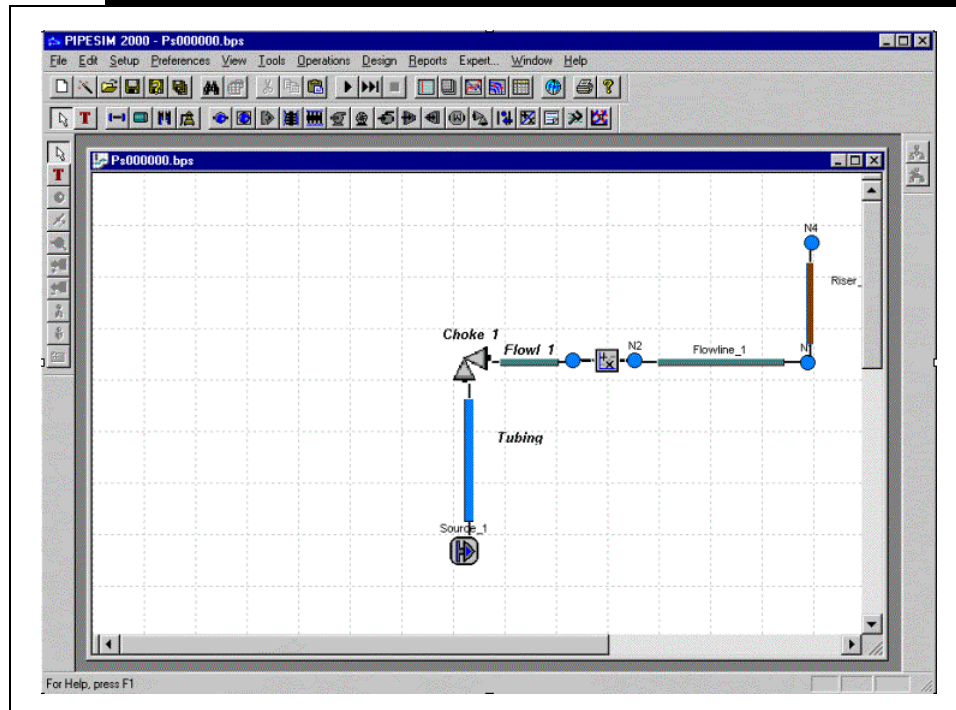 PIPESIM 2000 - Ps000000.bps
File Edit Setup Preferences View Tools Operations Design Reports Expert... Window Help
T
T
Ps000000.bps
N4
Riser_
Choke 1
Flowl 1
N2
Flowline_1
N
Tubing
Source_1
For Help, press F1